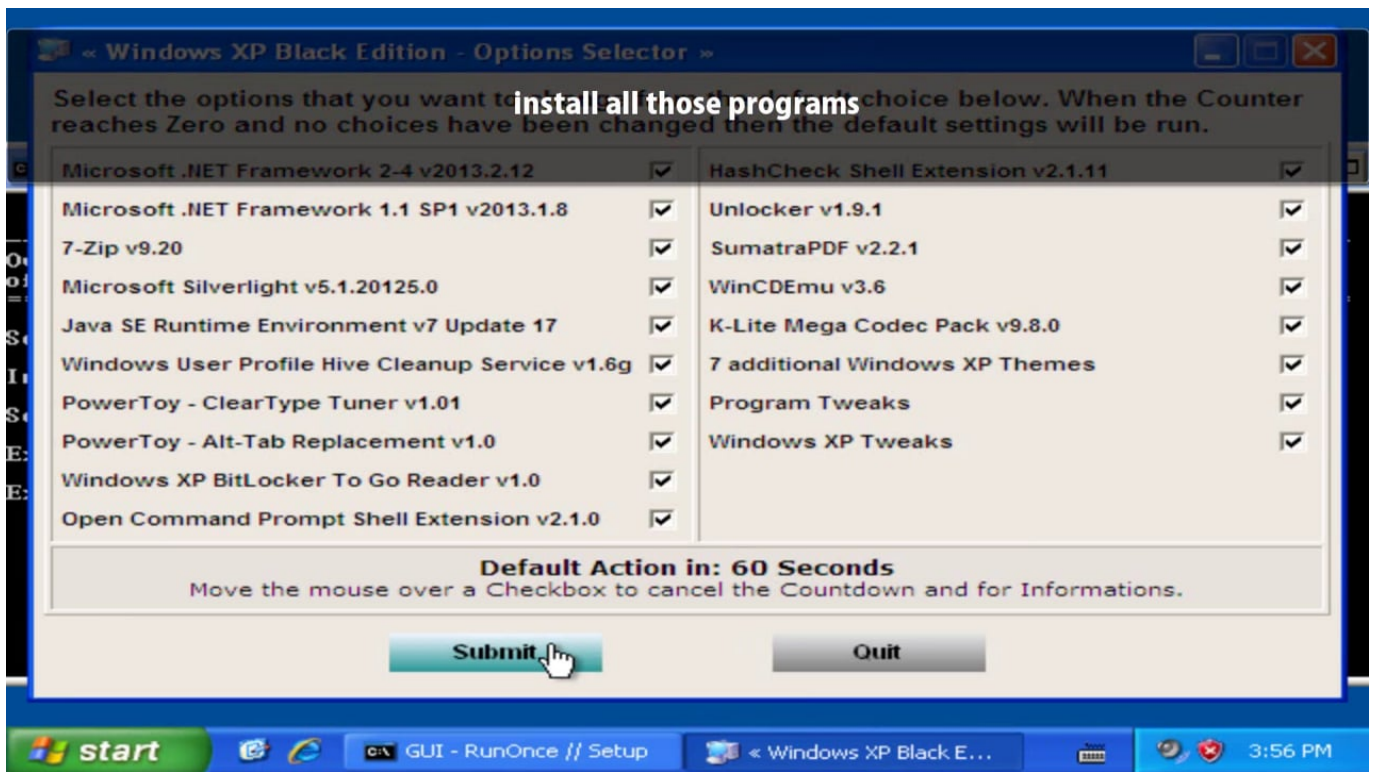 « Windows XP Black Edition - Options Selector »
install all those programs
Select the options that you want to change from the default choice below. When the Counter
reaches Zero and no choices have been changed then the default settings will be run.
Microsoft .NET Framework 2-4 v2013.2.12
Microsoft .NET Framework 1.1 SP1 v2013.1.8
7-Zip v9.20
Microsoft Silverlight v5.1.20125.0
Java SE Runtime Environment v7 Update 17
Windows User Profile Hive Cleanup Service v1.6g
PowerToy - ClearType Tuner v1.01
PowerToy - Alt-Tab Replacement v1.0
Windows XP BitLocker To Go Reader v1.0
Open Command Prompt Shell Extension v2.1.0
HashCheck Shell Extension v2.1.11
Unlocker v1.9.1
SumatraPDF v2.2.1
WinCDEmu v3.6
K-Lite Mega Codec Pack v9.8.0
7 additional Windows XP Themes
Program Tweaks
Windows XP Tweaks
Default Action in: 60 Seconds
Move the mouse over a Checkbox to cancel the Countdown and for Informations.
Submit
Quit
start
GUI - RunOnce // Setup
« Windows XP Black E...
3:56 PM